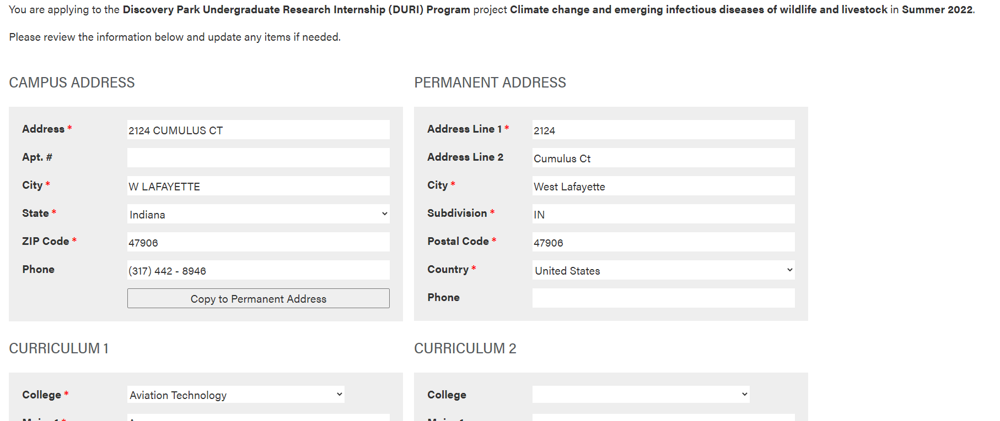 You are applying to the Discovery Park Undergraduate Research Internship (DURI) Program project Climate change and emerging infectious diseases of wildlife and livestock in Summer 2022.
Please review the information below and update any items if needed.
CAMPUS ADDRESS
Address * 2124 CUMULUS CT
Apt. #
City * W LAFAYETTE
State * Indiana
ZIP Code * 47906
Phone (317) 442 - 8946
Copy to Permanent Address
PERMANENT ADDRESS
Address Line 1 * 2124
Address Line 2 Cumulus Ct
City * West Lafayette
Subdivision * IN
Postal Code * 47906
Country * United States
Phone
CURRICULUM 1
College * Aviation Technology
CURRICULUM 2
College